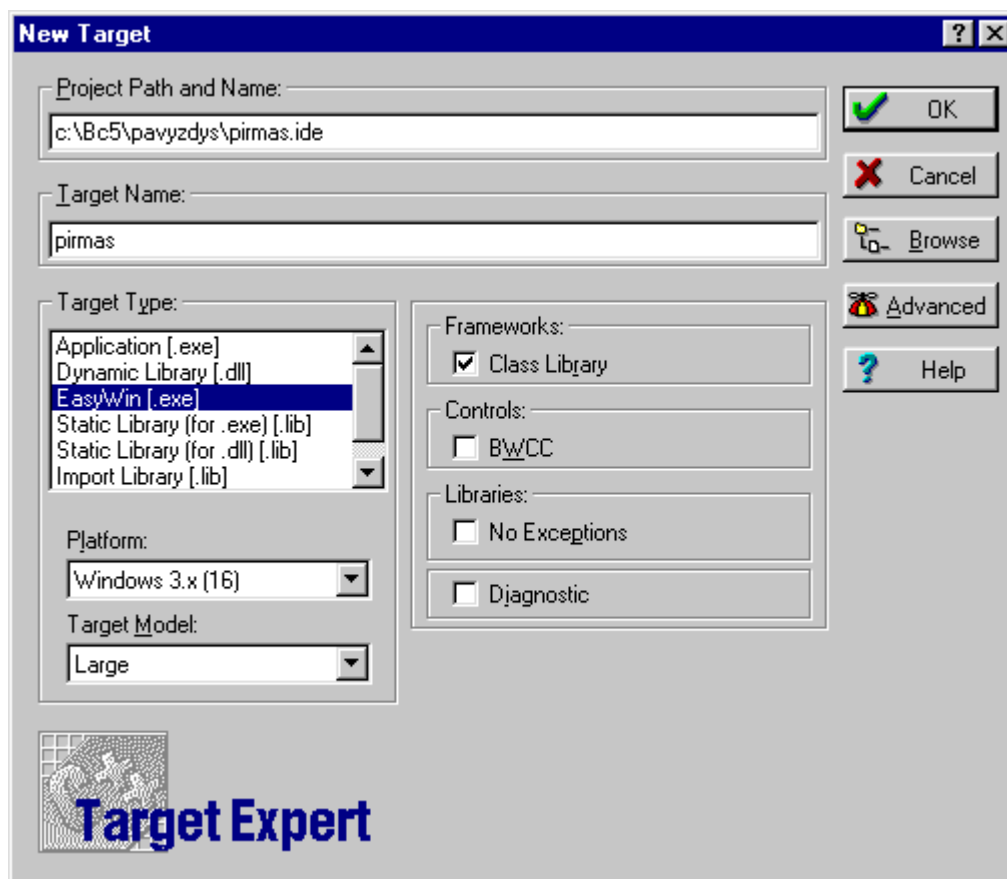 New Target
Project Path and Name:
c:\Bc5\pavyzdys\pirmas.ide
OK
Cancel
Target Name:
pirmas
Browse
Target Type:
Application [.exe]
Dynamic Library [.dll]
EasyWin [.exe]
Static Library (for .exe) [.lib]
Static Library (for .dll) [.lib]
Import Library [.lib]
Platform:
Windows 3.x (16)
Target Model:
Large
Frameworks:
Class Library
Controls:
BWCC
Libraries:
No Exceptions
Diagnostic
Advanced
Help
C++
Target Expert